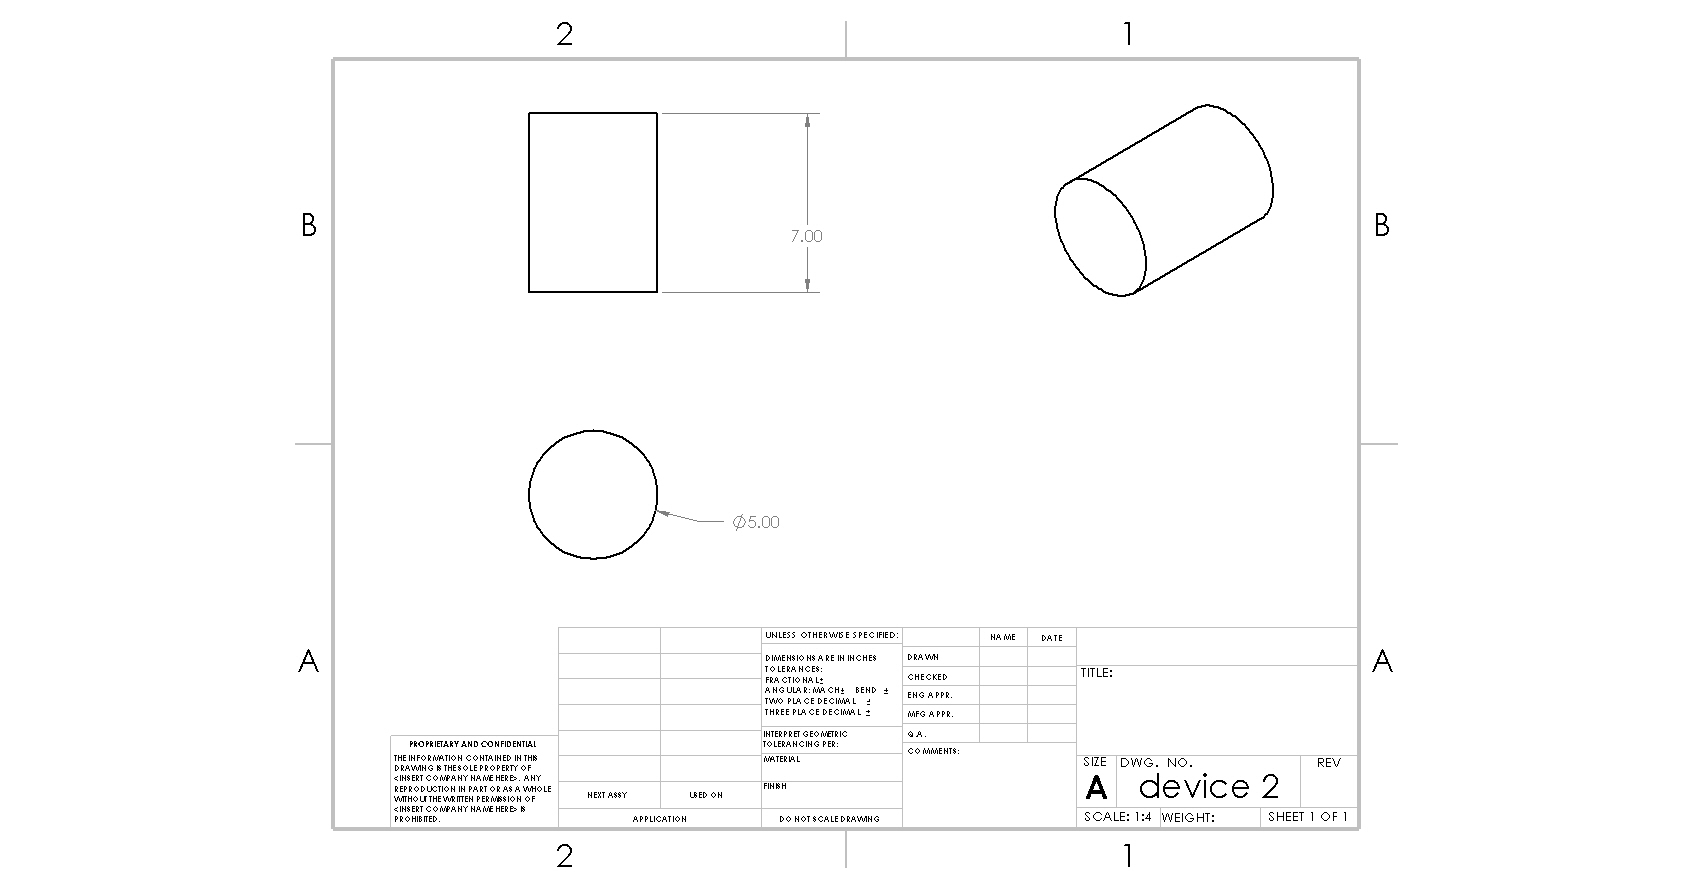 2
1
B
B
7.00
Ø5.00
A
A
UNLESS OTHERWISE SPECIFIED:
NAME
DATE
DIMENSIONS ARE IN INCHES
TOLERANCES:
FRACTIONAL±
ANGULAR: MACH± BEND ±
TWO PLACE DECIMAL ±
THREE PLACE DECIMAL ±
INTERPRET GEOMETRIC
TOLERANCING PER:
MATERIAL
FINISH
DO NOT SCALE DRAWING
DRAWN
CHECKED
ENG APPR.
MFG APPR.
Q.A.
COMMENTS:
TITLE:
SIZE
A
DWG. NO.
device 2
REV
SCALE: 1:4
WEIGHT:
SHEET 1 OF 1
PROPRIETARY AND CONFIDENTIAL
THE INFORMATION CONTAINED IN THIS
DRAWING IS THE SOLE PROPERTY OF
<INSERT COMPANY NAME HERE>. ANY
REPRODUCTION IN PART OR AS A WHOLE
WITHOUT THE WRITTEN PERMISSION OF
<INSERT COMPANY NAME HERE> IS
PROHIBITED.
NEXT ASSY
USED ON
APPLICATION
2
1